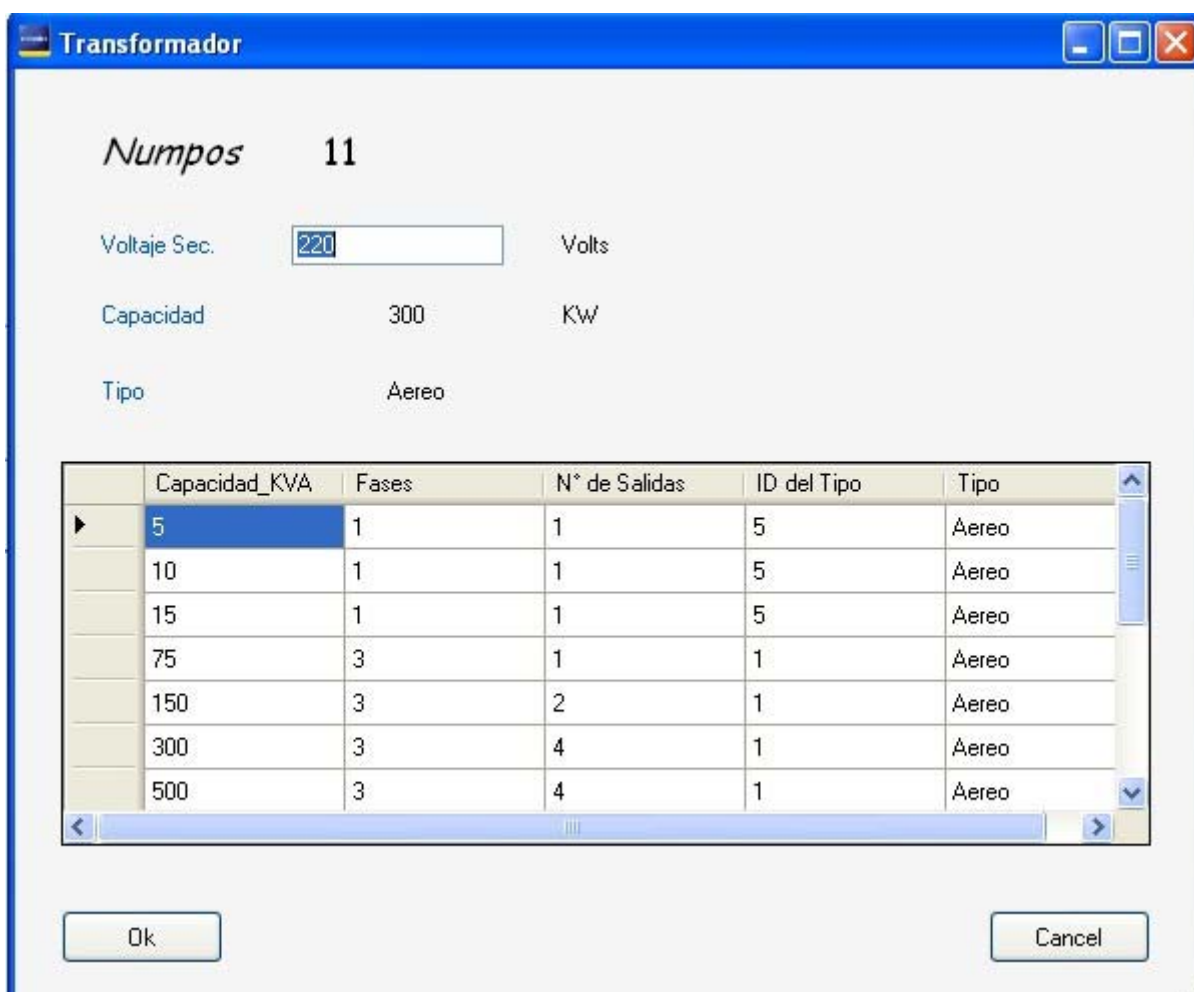 Transformador
Numpos 11
Voltaje Sec. 220 Volts
Capacidad 300 KW
Tipo Aereo
Capacidad_KVA Fases N° de Salidas ID del Tipo Tipo
5 1 1 5 Aereo
10 1 1 5 Aereo
15 1 1 5 Aereo
75 3 1 1 Aereo
150 3 2 1 Aereo
300 3 4 1 Aereo
500 3 4 1 Aereo
Ok Cancel